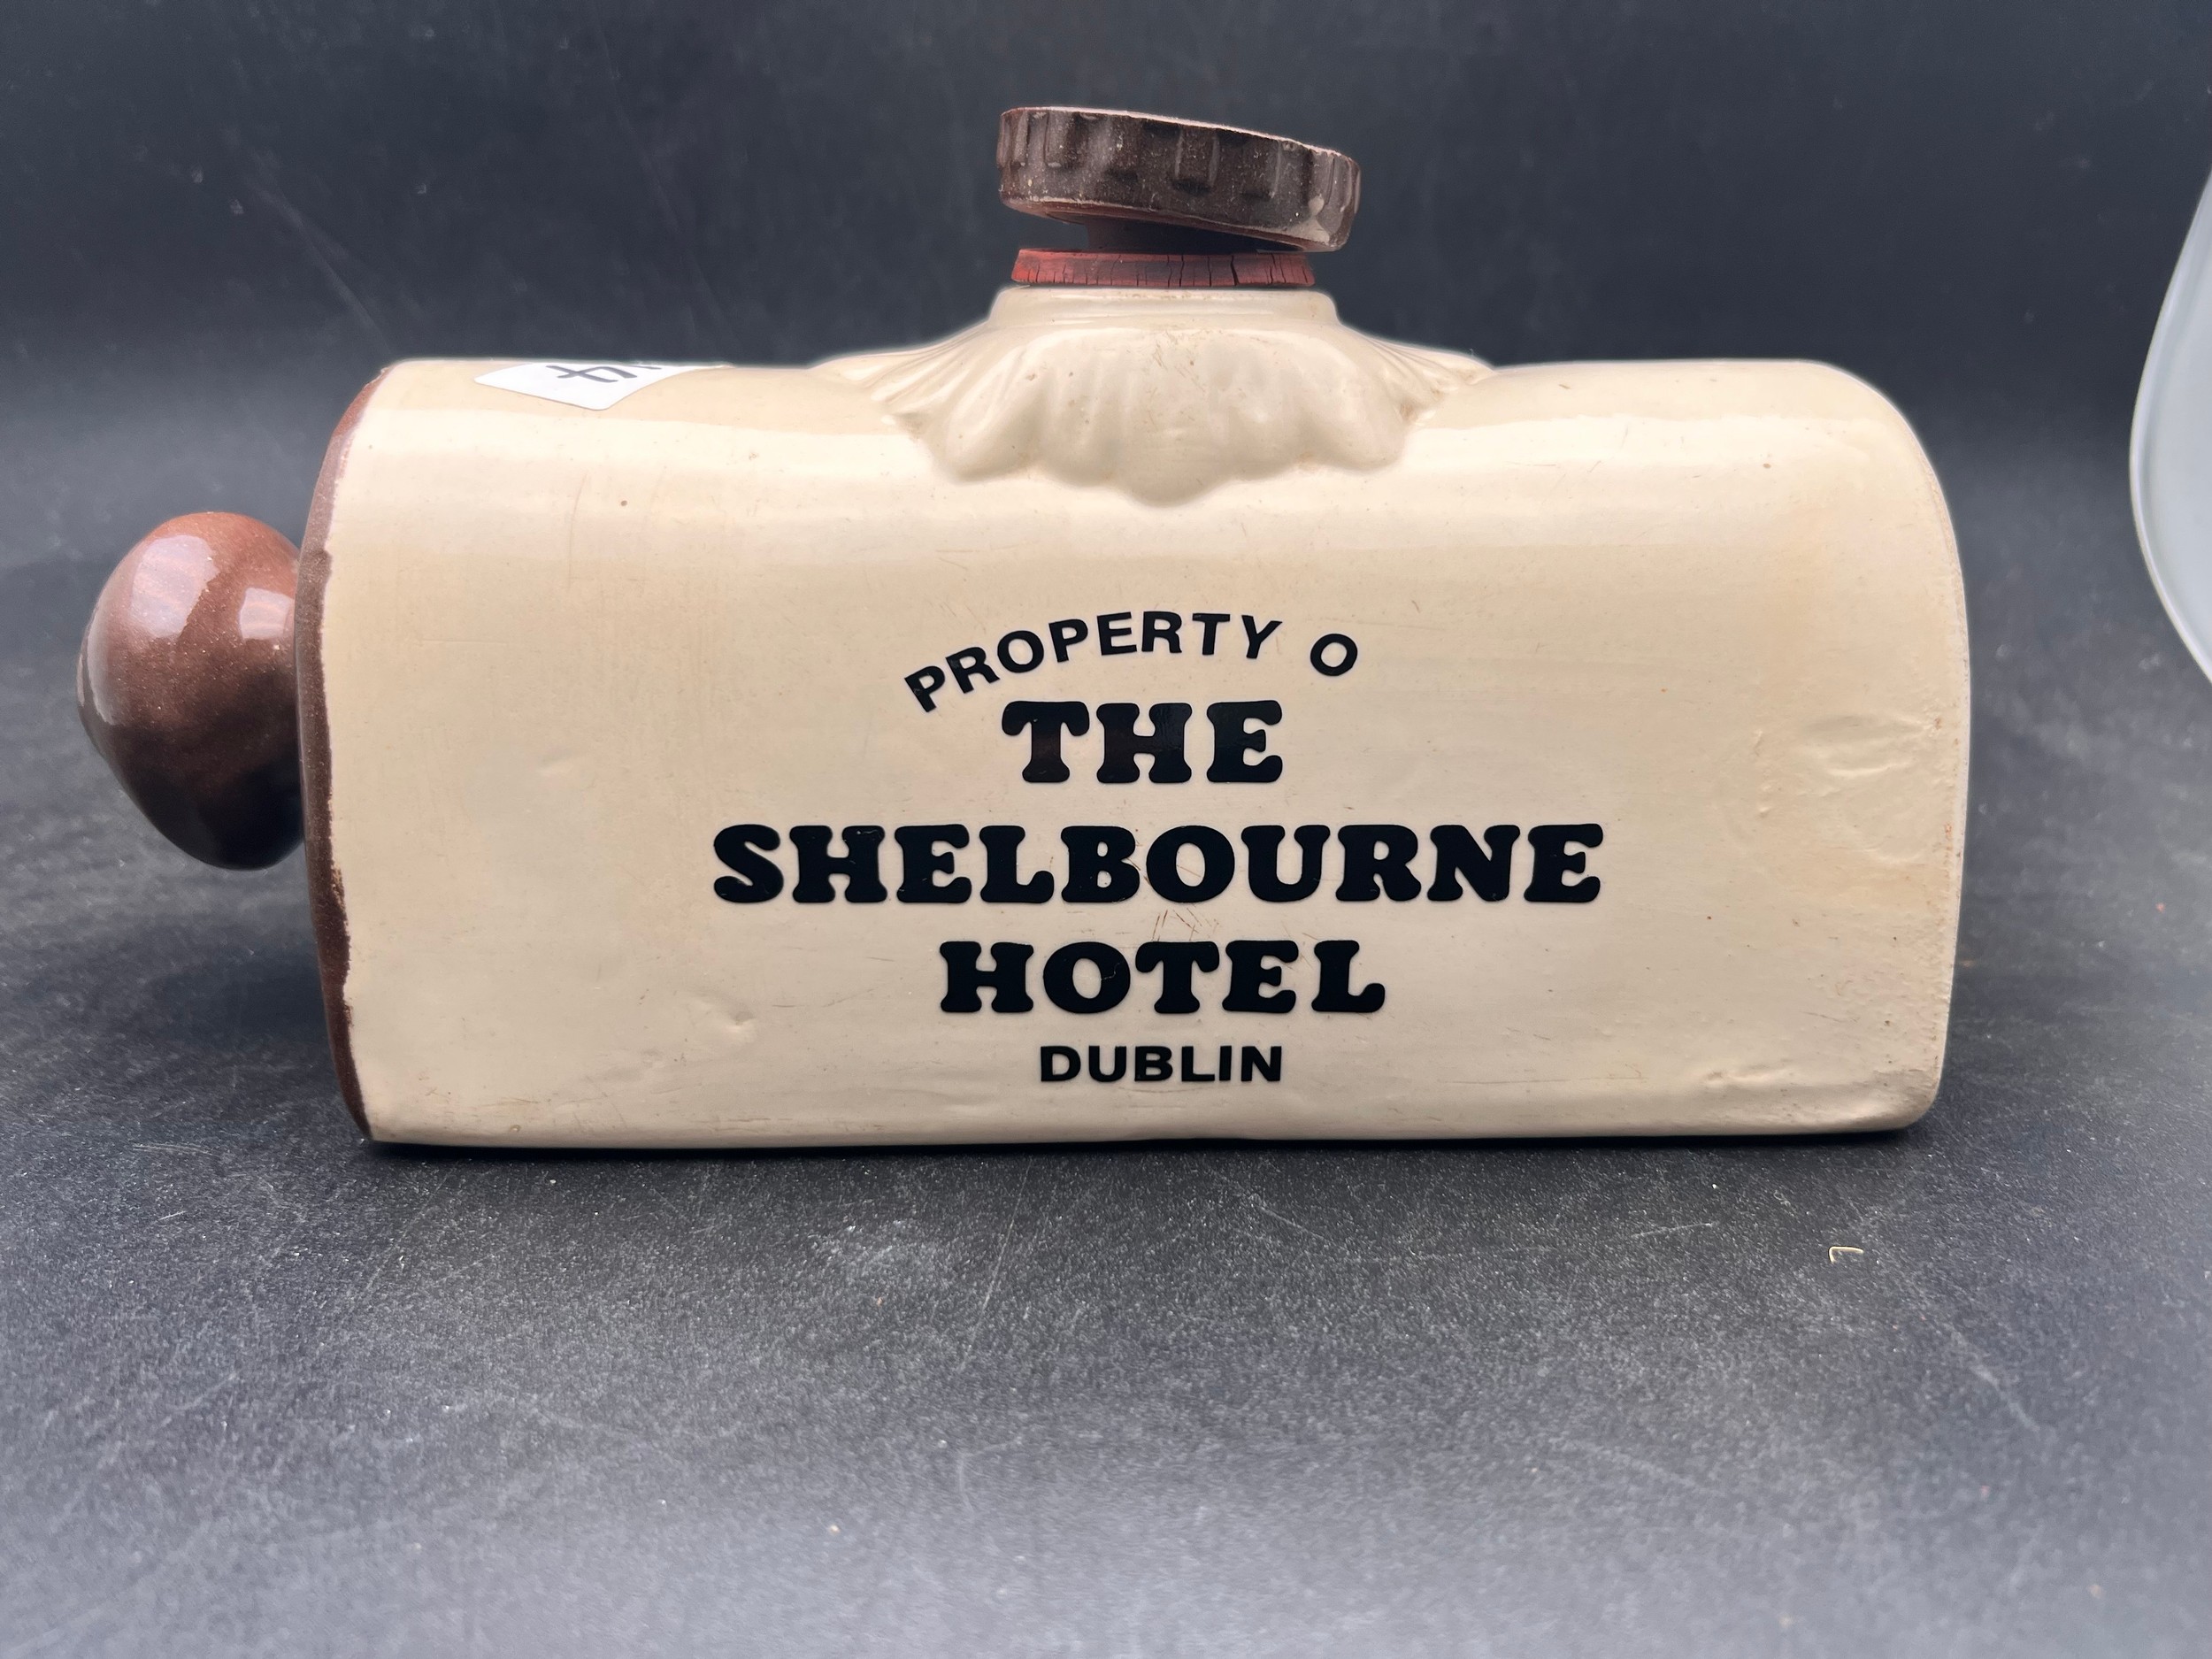 PROPERTY O
THE
SHELBOURNE
HOTEL
DUBLIN